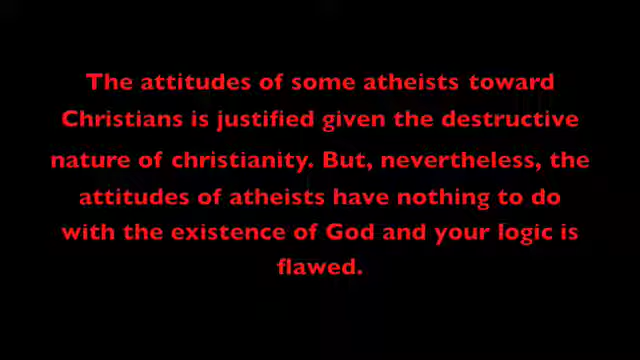 The attitudes of some atheists toward
Christians is justified given the destructive
nature of christianity. But, nevertheless, the
attitudes of atheists have nothing to do
with the existence of God and your logic is
flawed.